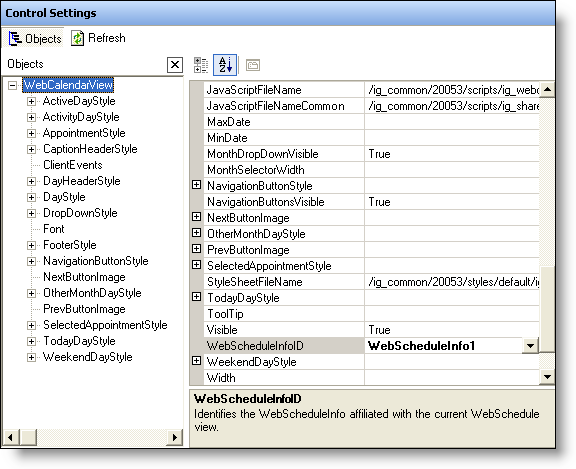 Control Settings
Objects Refresh
Objects
WebCalendarView
ActiveDayStyle
ActivityDayStyle
AppointmentStyle
CaptionHeaderStyle
ClientEvents
DayHeaderStyle
DayStyle
DropDownStyle
Font
FooterStyle
NavigationButtonStyle
NextButtonImage
OtherMonthDayStyle
PrevButtonImage
SelectedAppointmentStyle
TodayDayStyle
WeekendDayStyle
JavaScriptFileName /ig_common/20053/scripts/ig_webc
JavaScriptFileNameCommon /ig_common/20053/scripts/ig_share
MaxDate
MinDate
MonthDropDownVisible True
MonthSelectorWidth
NavigationButtonStyle
NavigationButtonsVisible True
NextButtonImage
OtherMonthDayStyle
PrevButtonImage
SelectedAppointmentStyle
StyleSheetFileName /ig_common/20053/styles/default/ig
TodayDayStyle
ToolTip
Visible True
WebScheduleInfoID WebScheduleInfo1
WeekendDayStyle
Width
WebScheduleInfoID
Identifies the WebScheduleInfo affiliated with the current WebSchedule
view.